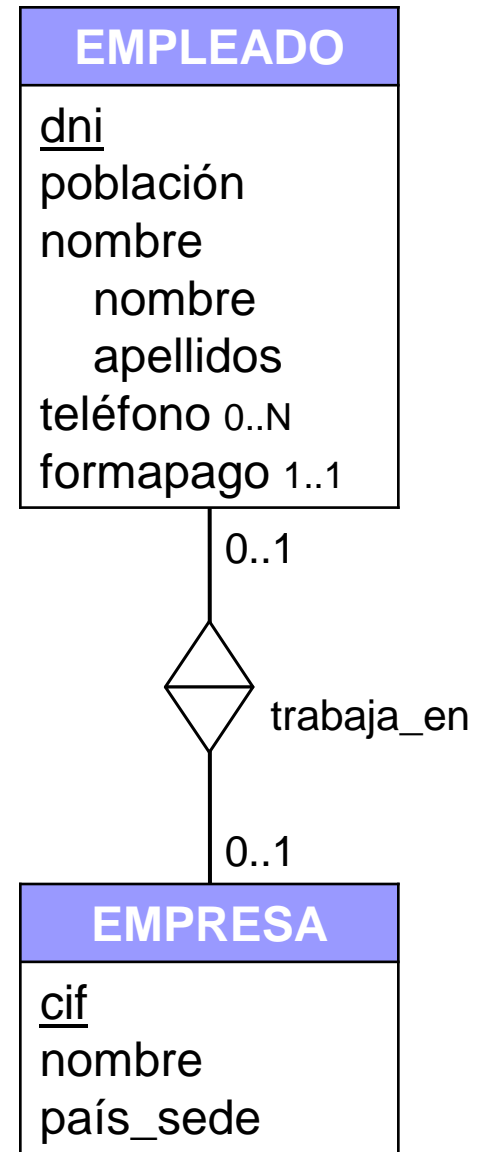 EMPLEADO
dni
población
nombre
nombre
apellidos
teléfono 0..N
formapago 1..1
0..1
trabaja_en
0..1
EMPRESA
cif
nombre
país_sede